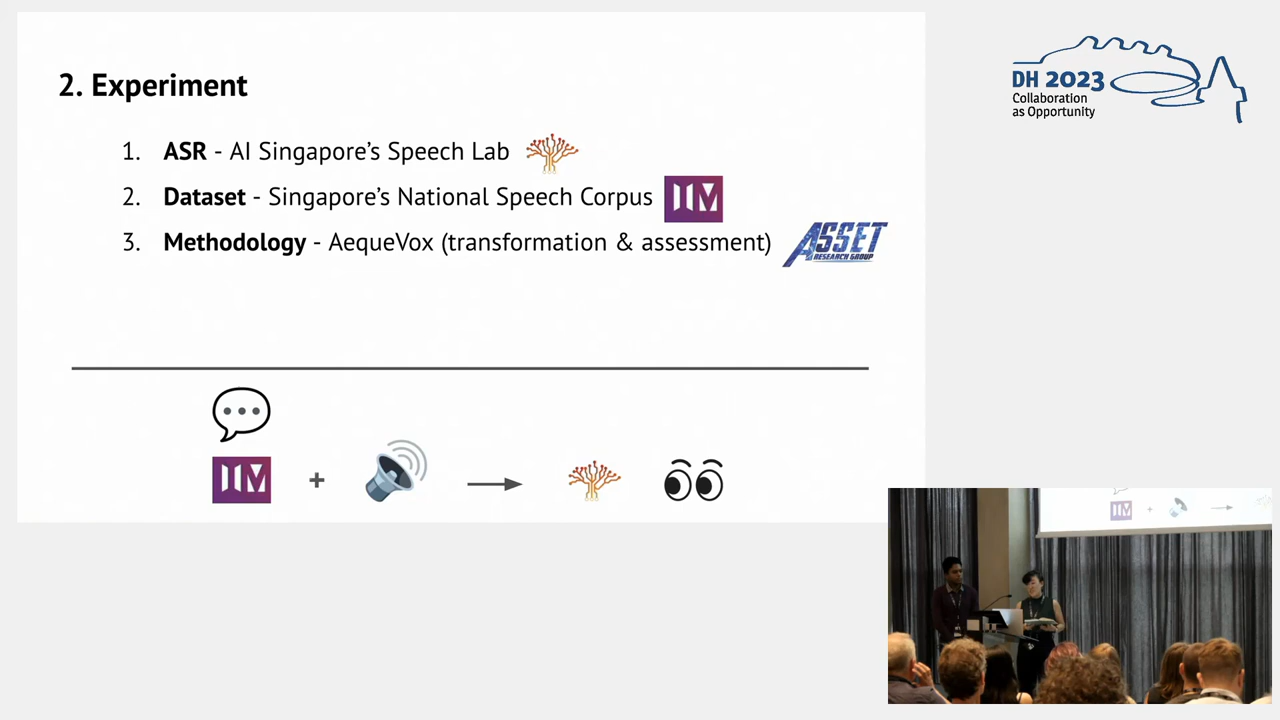 2. Experiment
1. ASR - AI Singapore's Speech Lab
2. Dataset - Singapore's National Speech Corpus
3. Methodology - AequeVox (transformation & assessment)
ASSET
RESEARCH GROUP
+
DH 2023
Collaboration
as Opportunity